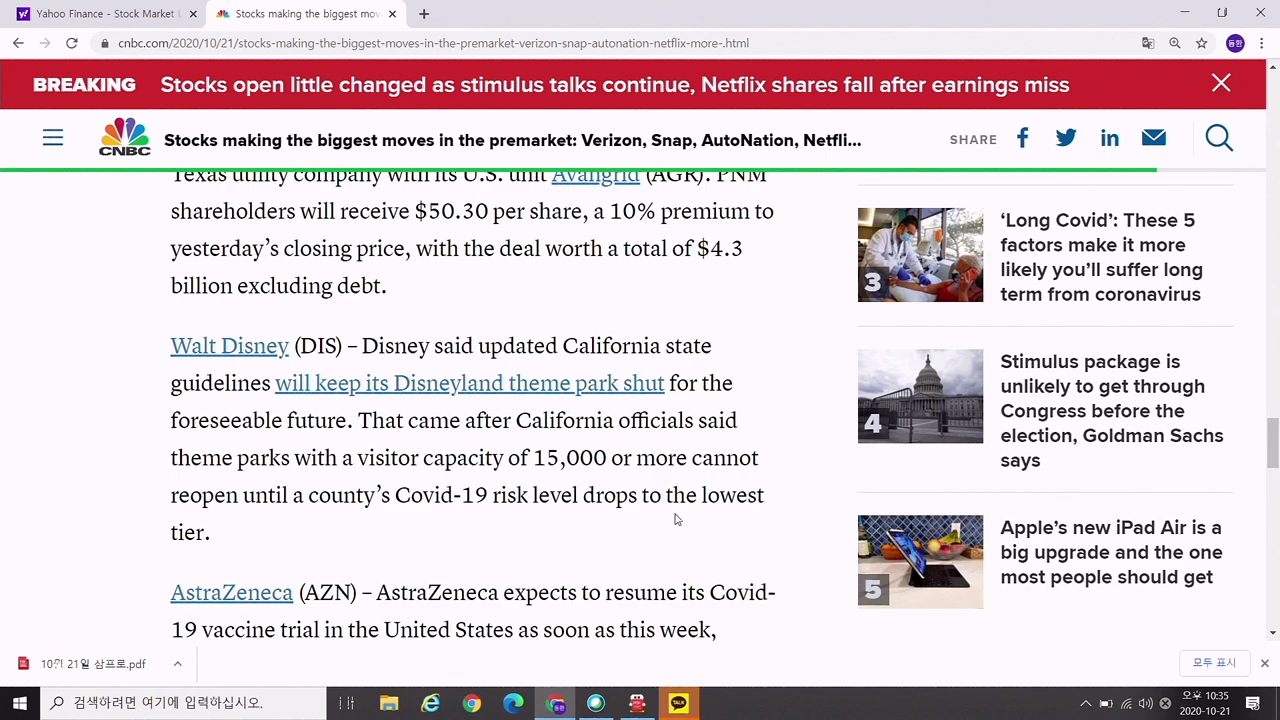 Yahoo Finance - Stock Market L
Stocks making the biggest mov
cnbc.com/2020/10/21/stocks-making-the-biggest-moves-in-the-premarket-verizon-snap-autonation-netflix-more-.html
동환
BREAKING Stocks open little changed as stimulus talks continue, Netflix shares fall after earnings miss
CNBC
Stocks making the biggest moves in the premarket: Verizon, Snap, AutoNation, Netfli...
SHARE
Texas utility company with its U.S. unit Avangrid (AGR). PNM
shareholders will receive $50.30 per share, a 10% premium to
yesterday's closing price, with the deal worth a total of $4.3
billion excluding debt.
Walt Disney (DIS) – Disney said updated California state
guidelines will keep its Disneyland theme park shut for the
foreseeable future. That came after California officials said
theme parks with a visitor capacity of 15,000 or more cannot
reopen until a county's Covid-19 risk level drops to the lowest
tier.
AstraZeneca (AZN) – AstraZeneca expects to resume its Covid-
19 vaccine trial in the United States as soon as this week,
3
'Long Covid': These 5
factors make it more
likely you'll suffer long
term from coronavirus
4
Stimulus package is
unlikely to get through
Congress before the
election, Goldman Sachs
says
5
Apple's new iPad Air is a
big upgrade and the one
most people should get
10월 21일 삼프로.pdf
모두 표시
검색하려면 여기에 입력하십시오.
TALK
오후 10:35
2020-10-21